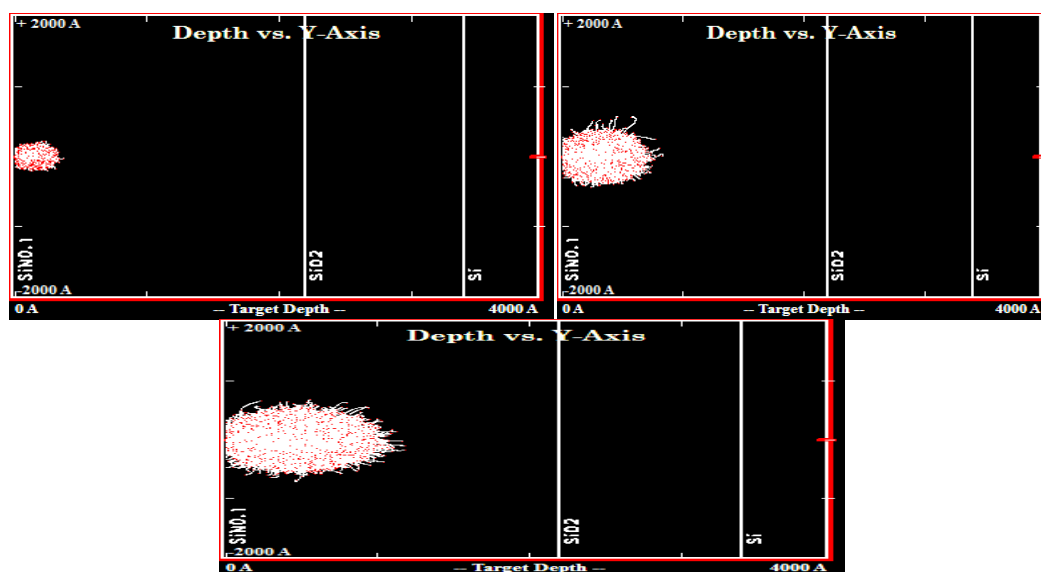 + 2000 A
Depth vs. Y-Axis
SiN0.1
SiO2
Si
-2000 A
0 A -- Target Depth -- 4000 A
+ 2000 A
Depth vs. Y-Axis
SiN0.1
SiO2
Si
-2000 A
0 A -- Target Depth -- 4000 A
+ 2000 A
Depth vs. Y-Axis
SiN0.1
SiO2
Si
-2000 A
0 A -- Target Depth -- 4000 A